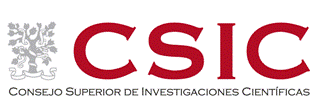 CSIC
CONSEJO SUPERIOR DE INVESTIGACIONES CIENTÍFICAS